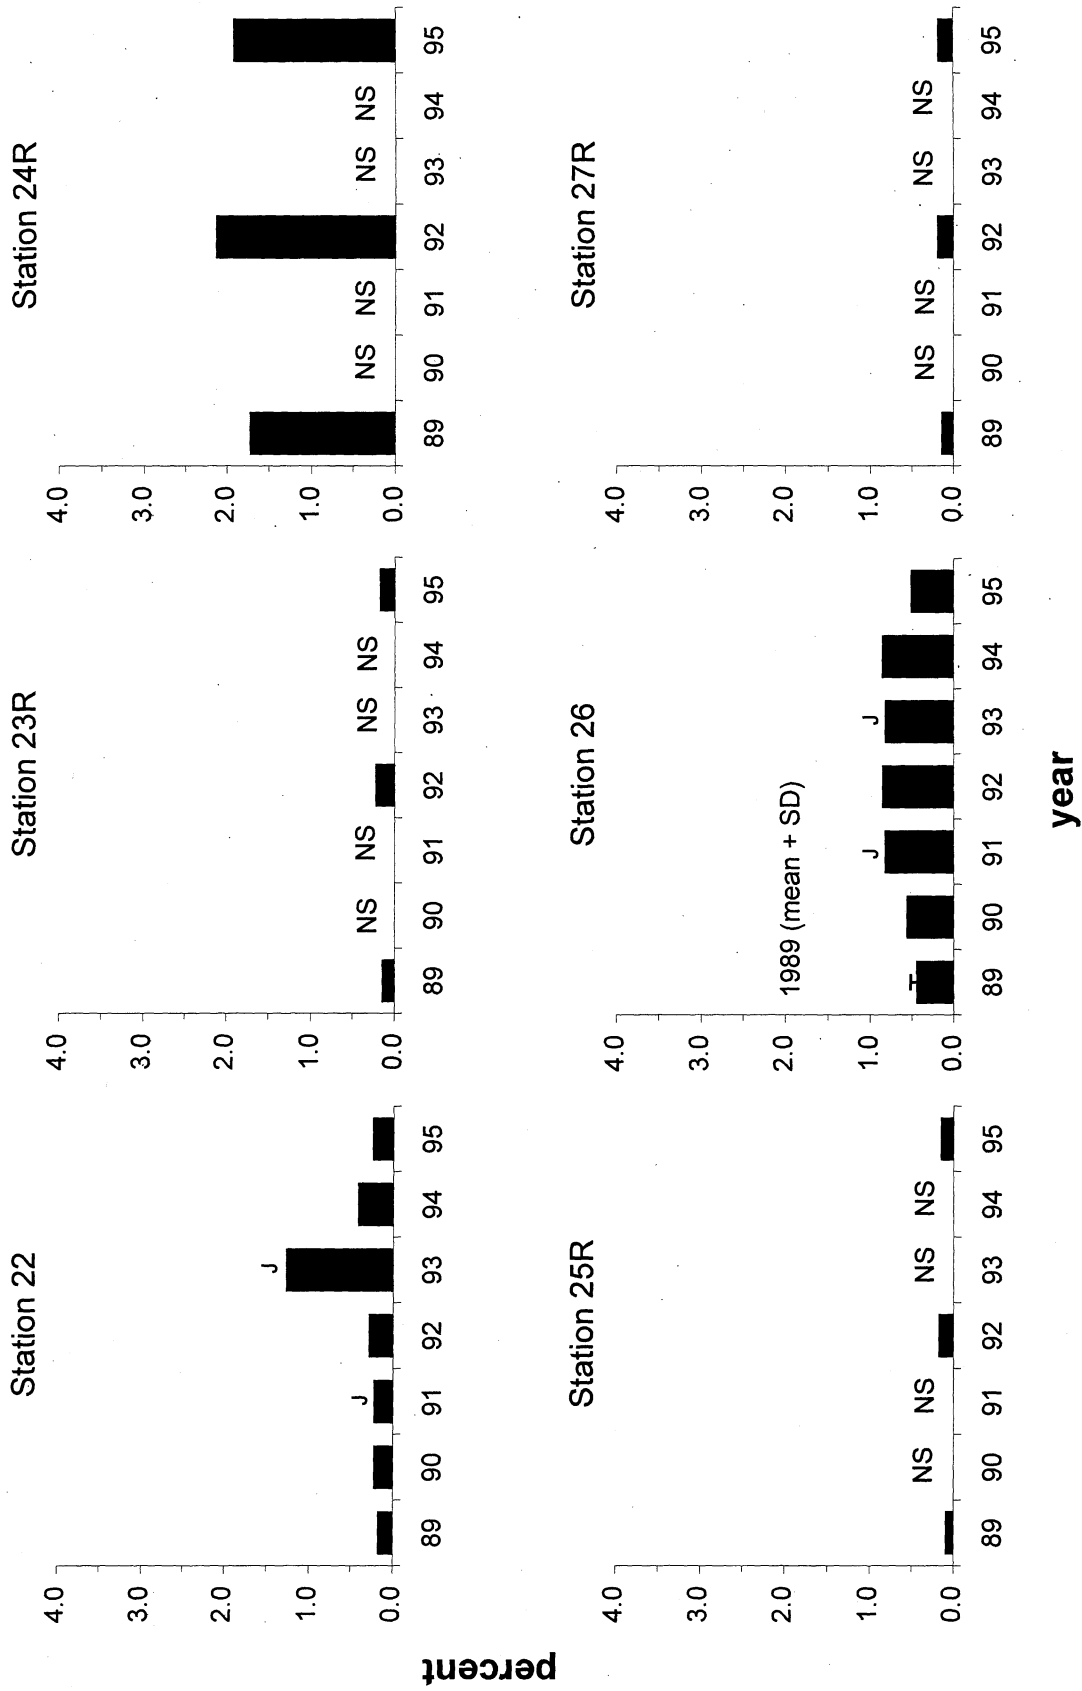 Station 22
4.0
3.0
2.0
1.0
0.0
J
J
89 90 91 92 93 94 95
Station 23R
4.0
3.0
2.0
1.0
0.0
NS NS NS NS
89 90 91 92 93 94 95
Station 24R
4.0
3.0
2.0
1.0
0.0
NS NS NS NS
89 90 91 92 93 94 95
percent
Station 25R
4.0
3.0
2.0
1.0
0.0
NS NS NS NS
89 90 91 92 93 94 95
Station 26
4.0
3.0
2.0
1.0
0.0
1989 (mean + SD)
J J
89 90 91 92 93 94 95
Station 27R
4.0
3.0
2.0
1.0
0.0
NS NS NS NS
89 90 91 92 93 94 95
year